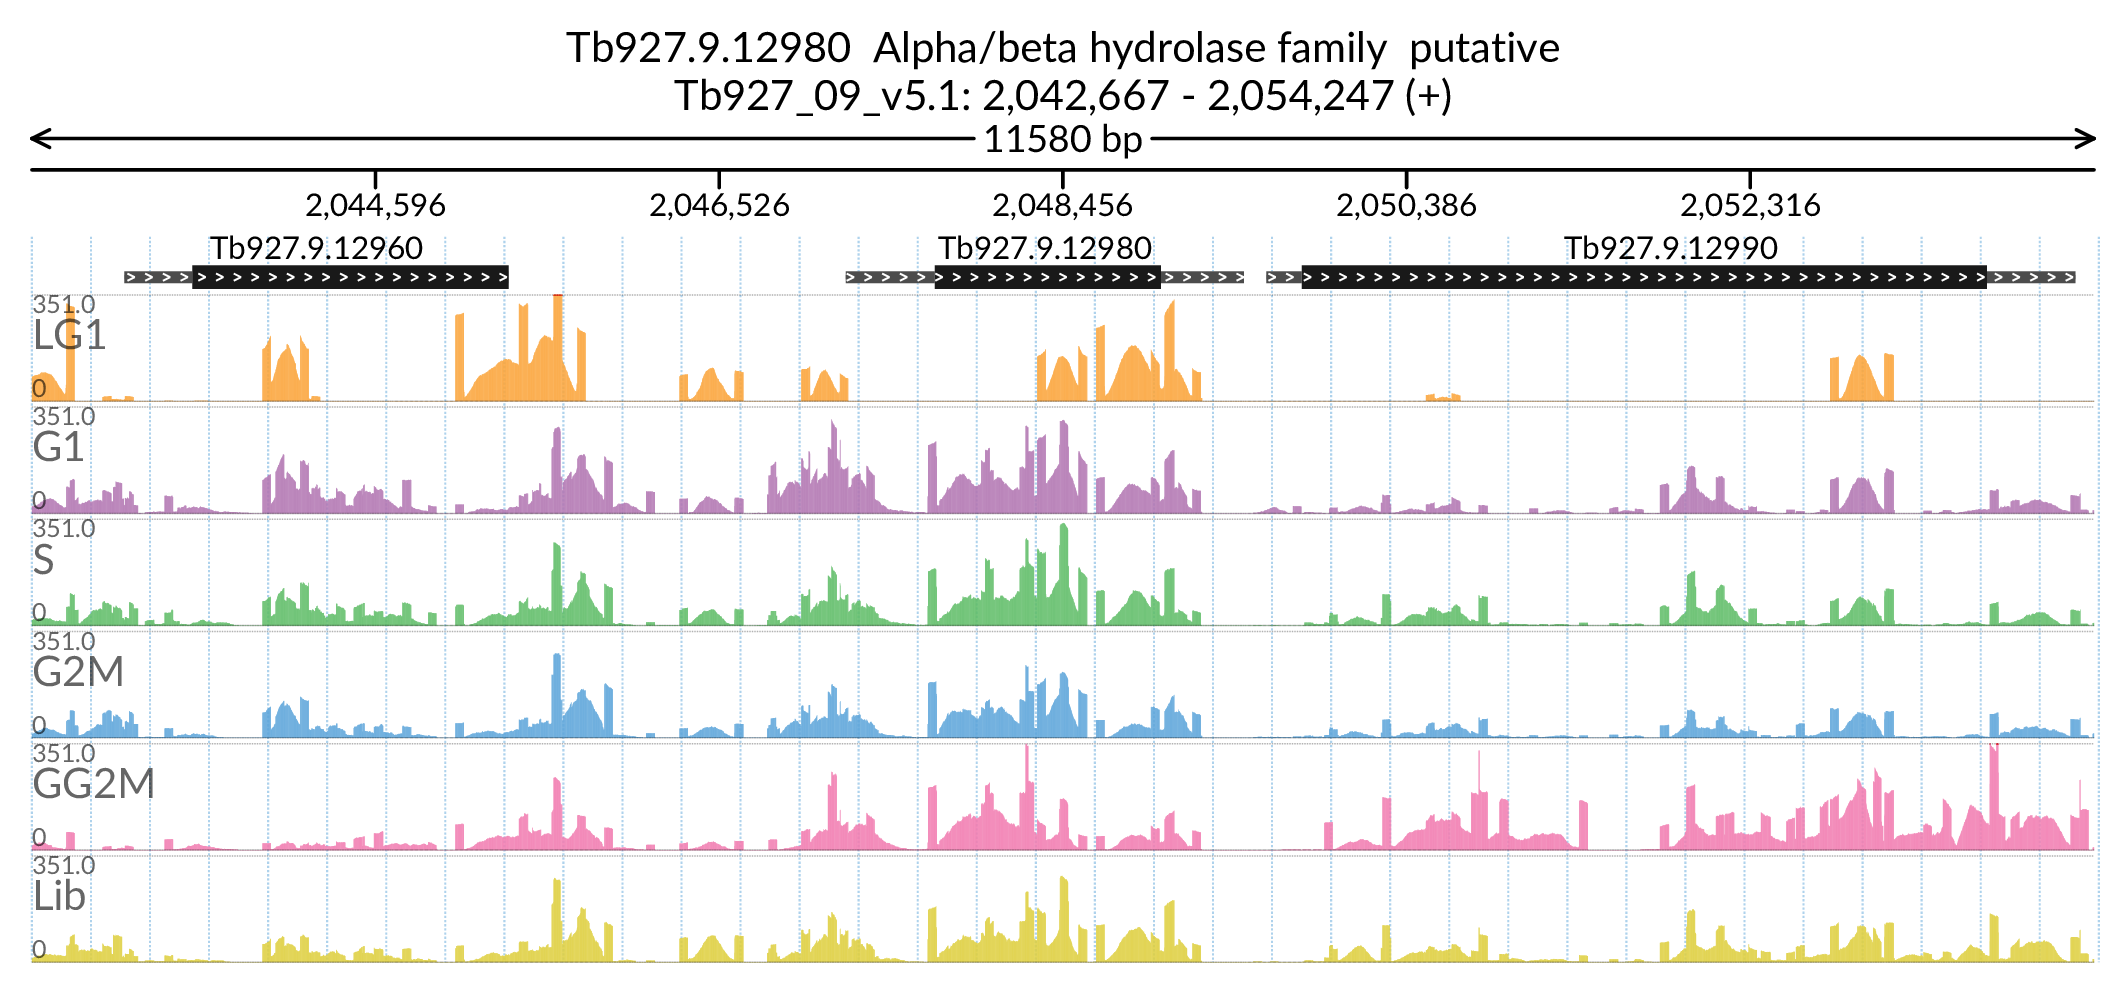 Tb927.9.12980  Alpha/beta hydrolase family  putative
Tb927_09_v5.1: 2,042,667 - 2,054,247 (+)
11580 bp
2,044,596 2,046,526 2,048,456 2,050,386 2,052,316
Tb927.9.12960 Tb927.9.12980 Tb927.9.12990
351.0
LG1
0
351.0
G1
0
351.0
S
0
351.0
G2M
0
351.0
GG2M
0
351.0
Lib
0